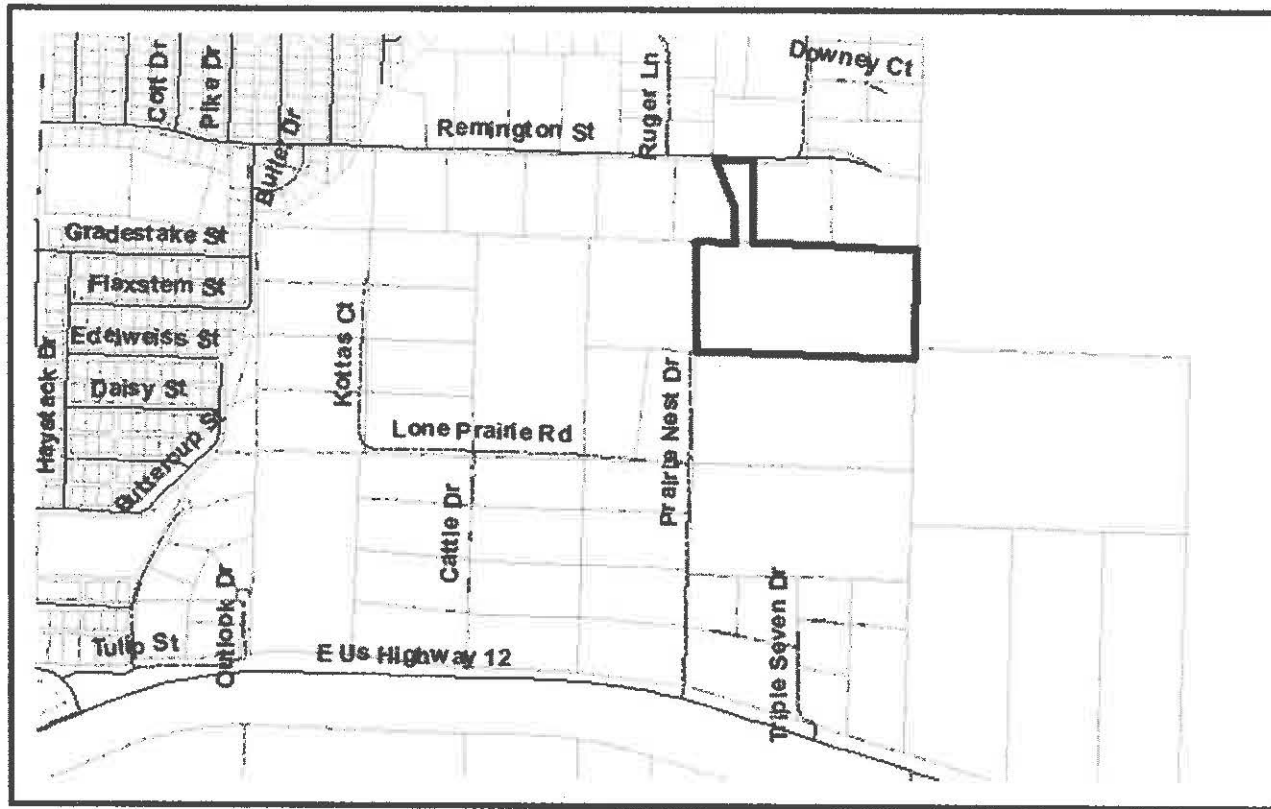 Colt Dr
Pike Dr
Butler Dr
Remington St
Ruger Ln
Downey Ct
Gradestake St
Flaxstem St
Edelweiss St
Daisy St
Haystack Dr
Buttercup St
Kottas Ct
Lone Prairie Rd
Prairie Nest Dr
Cattle Dr
Triple Seven Dr
Outlook Dr
Tulip St
E Us Highway 12